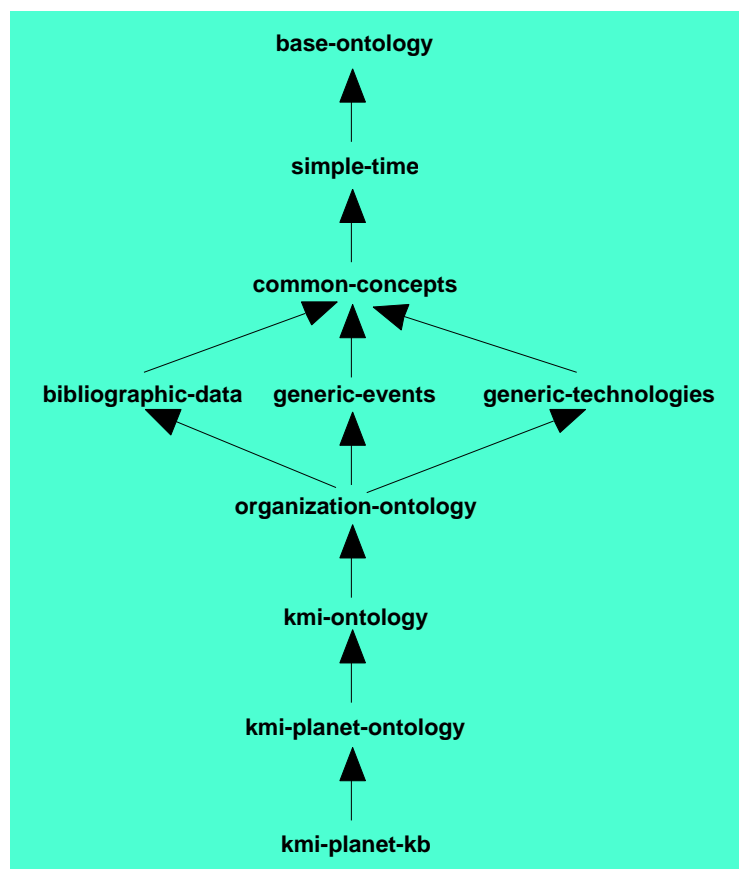 base-ontology
simple-time
common-concepts
bibliographic-data generic-events generic-technologies
organization-ontology
kmi-ontology
kmi-planet-ontology
kmi-planet-kb